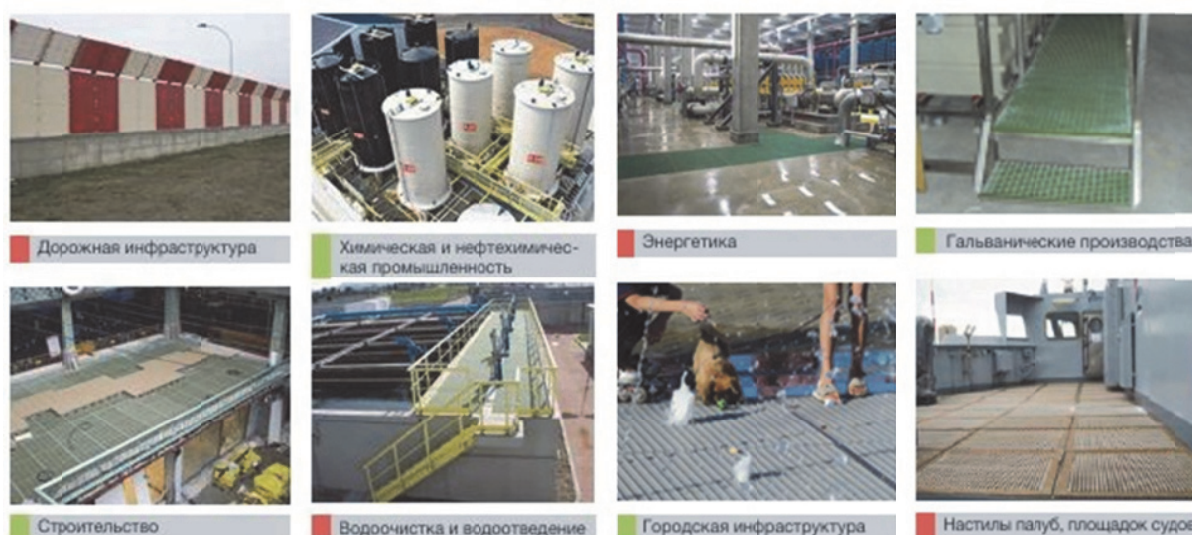 Дорожная инфраструктура
Химическая и нефтехимичес-
кая промышленность
Энергетика
Гальванические производства
Строительство
Водоочистка и водоотведение
Городская инфраструктура
Настилы палуб, площадок судов